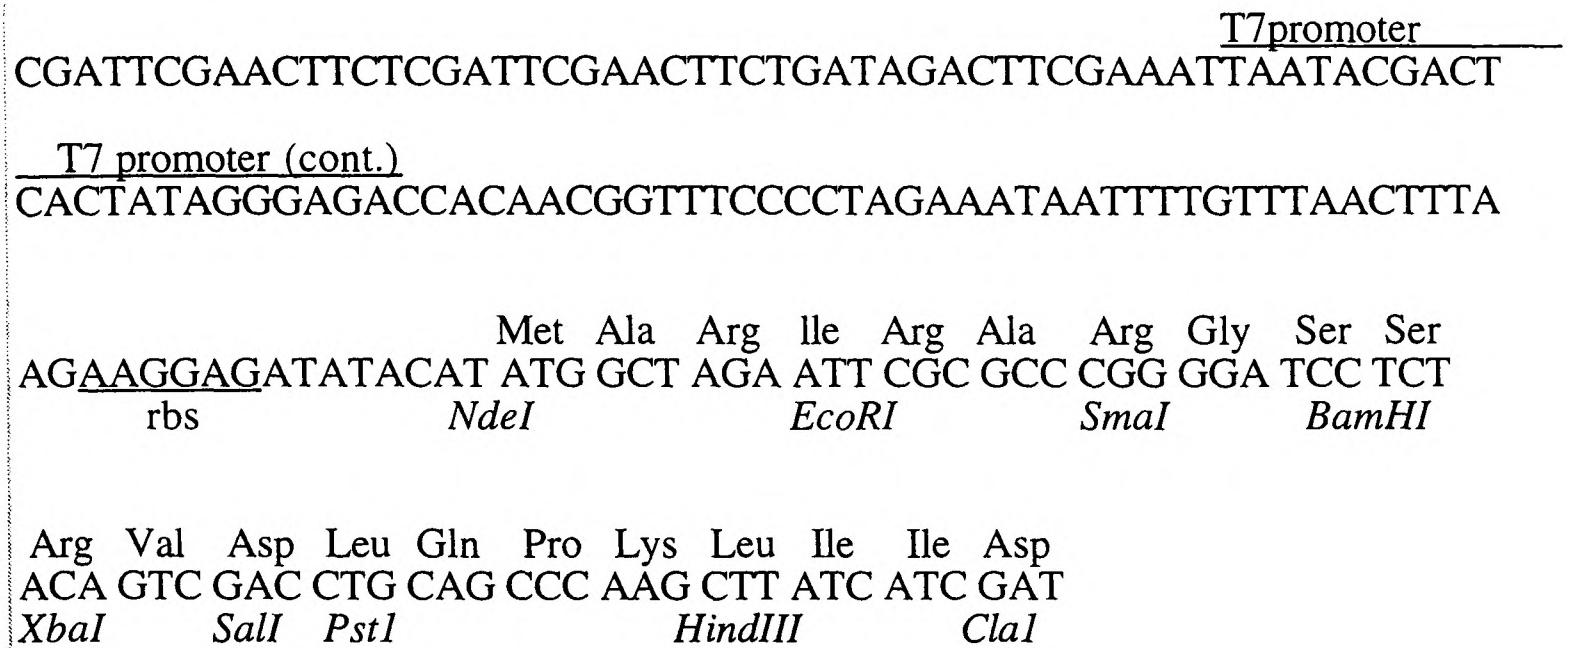 T7promoter
CGATTCGAACTTCTCGATTCGAACTTCTGATAGACTTCGAAATTAATACGACT
T7 promoter (cont.)
CACTATAGGGAGACCACAACGGTTTCCCCTAGAAATAATTTTGTTTAACTTTA
Met Ala Arg Ile Arg Ala Arg Gly Ser Ser
AGAAGGAGATATACAT ATG GCT AGA ATT CGC GCC CGG GGA TCC TCT
rbs NdeI EcoRI SmaI BamHI
Arg Val Asp Leu Gln Pro Lys Leu Ile Ile Asp
ACA GTC GAC CTG CAG CCC AAG CTT ATC ATC GAT
XbaI SalI Pst1 HindIII Cla1